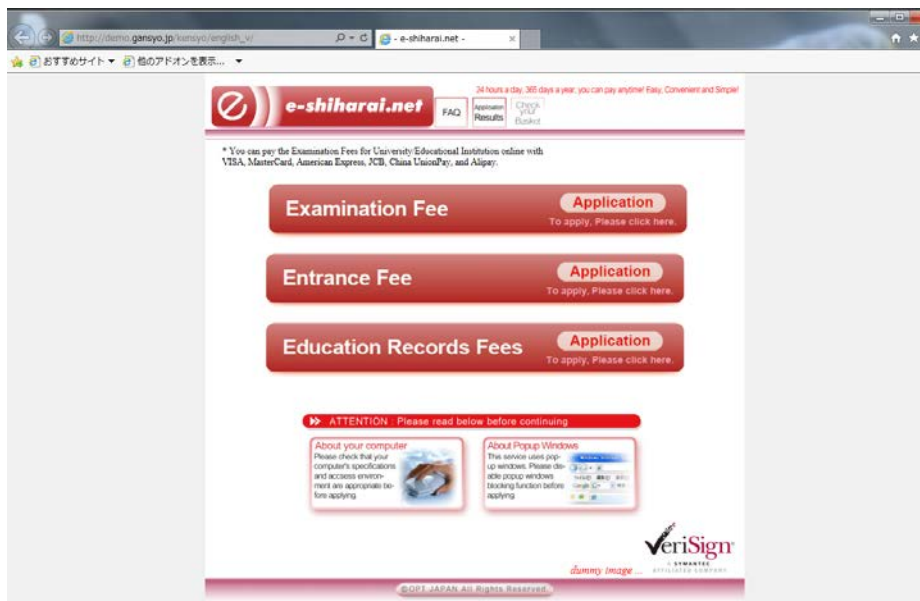 http://demo.gansyo.jp/kensyo/english_v/
- e-shiharai.net -
おすすめサイト ▼ 他のアドオンを表示... ▼
24 hours a day, 365 days a year, you can pay anytime! Easy, Convenient and Simple!
e-shiharai.net
FAQ
Application
Results
Check
your
Basket
* You can pay the Examination Fees for University/Educational Institution online with
VISA, MasterCard, American Express, JCB, China UnionPay, and Alipay.
Examination Fee
Application
To apply, Please click here.
Entrance Fee
Application
To apply, Please click here.
Education Records Fees
Application
To apply, Please click here.
ATTENTION : Please read below before continuing
About your computer
Please check that your
computer's specifications
and accsess environ-
ment are appropriate be-
fore applying.
About Popup Windows
This service uses pop-
up windows. Please dis-
able popup windows
blocking function before
applying
Google
VeriSign
A SYMANTEC
AFFILIATED COMPANY
dummy image ...
©OPT JAPAN All Rights Reserved.